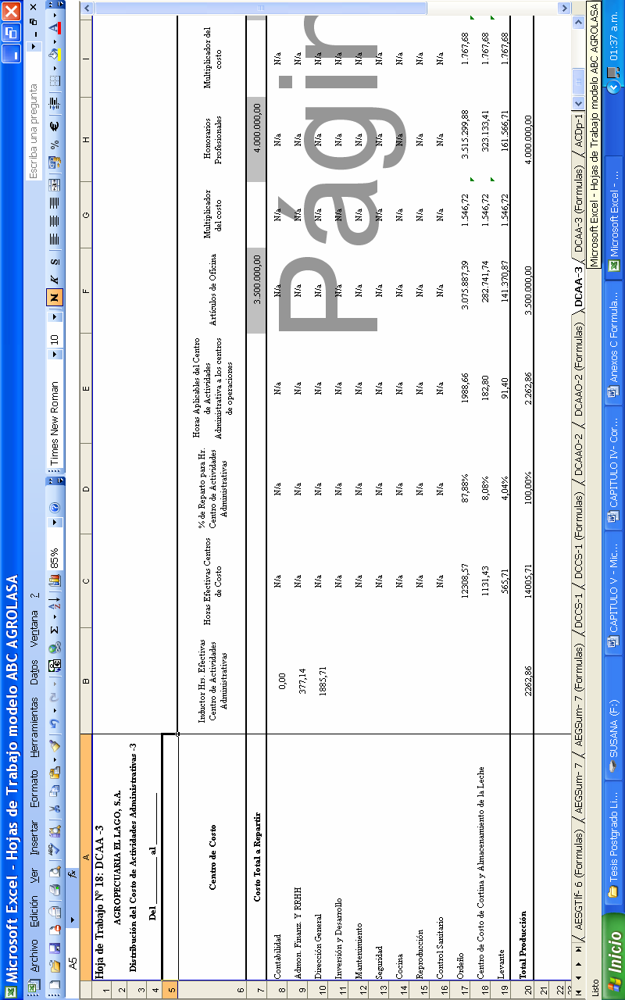 Microsoft Excel - Hojas de Trabajo modelo ABC AGROLASA
Archivo Edición Ver Insertar Formato Herramientas Datos Ventana ? Escriba una pregunta
85% Times New Roman 10 N K S % €
A5 fx
A B C D E F G H I
1 Hoja de Trabajo N° 18: DCAA -3
2 AGROPECUARIA EL LAGO, S.A.
3 Distribución del Costo de Actividades Administrativas -3
4 Del ________ al ________
5
6 Centro de Costo Inductor Hrs. Efectivas Centro de Actividades Administrativas Horas Efectivas Centros de Costo % de Reparto para Hr. Centro de Actividades Administrativas Horas Aplicables del Centro de Actividades Administrativa a los centros de operaciones Artículos de Oficina Multiplicador del costo Honorarios Profesionales Multiplicador del costo
7 Costo Total a Repartir 3.500.000,00 4.000.000,00
8 Contabilidad 0,00 N/a N/a N/a N/a N/a N/a N/a
9 Admon. Finanz. Y RRHH 377,14 N/a N/a N/a N/a N/a N/a N/a
10 Dirección General 1885,71 N/a N/a N/a N/a N/a N/a N/a
11 Inversión y Desarrollo N/a N/a N/a N/a N/a N/a N/a
12 Mantenimiento N/a N/a N/a N/a N/a N/a N/a
13 Seguridad N/a N/a N/a N/a N/a N/a N/a
14 Cocina N/a N/a N/a N/a N/a N/a N/a
15 Reproducción N/a N/a N/a N/a N/a N/a N/a
16 Control Sanitario N/a N/a N/a N/a N/a N/a N/a
17 Ordeño 12308,57 87,88% 1988,66 3.075.887,39 1.546,72 3.515.299,88 1.767,68
18 Centro de Costo de Cortina y Almacenamiento de la Leche 1131,43 8,08% 182,80 282.741,74 1.546,72 323.133,41 1.767,68
19 Levante 565,71 4,04% 91,40 141.370,87 1.546,72 161.566,71 1.767,68
20 Total Producción 2262,86 14005,71 100,00% 2.262,86 3.500.000,00 4.000.000,00
21
22
23
Págin
AESGTIf- 6 (Formulas) AEGSum- 7 AEGSum- 7 (Formulas) DCCS-1 DCCS-1 (Formulas) DCAAO-2 DCAAO-2 (Formulas) DCAA-3 DCAA-3 (Formulas) ACDp-1
Listo
Microsoft Excel - Hojas de Trabajo modelo ABC AGROLASA
Inicio Tesis Postgrado Li... SUSANA (F:) CAPITULO V - Mic... CAPITULO IV- Cor... Anexos C Formula... Microsoft Excel - ... 01:37 a.m.